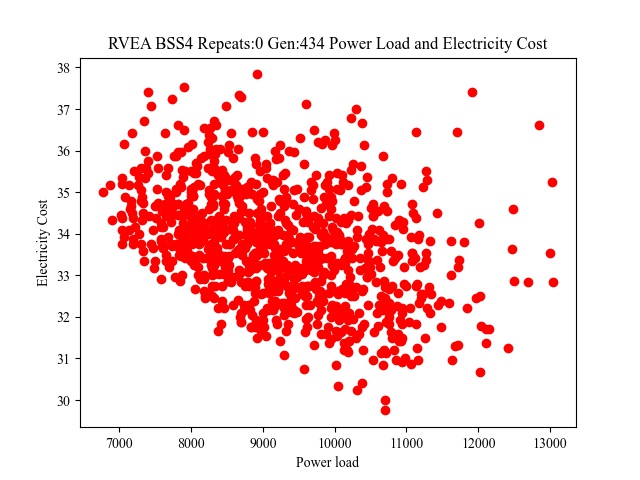 RVEA BSS4 Repeats:0 Gen:434 Power Load and Electricity Cost
38
37
36
35
34
33
32
31
30
Electricity Cost
7000 8000 9000 10000 11000 12000 13000
Power load